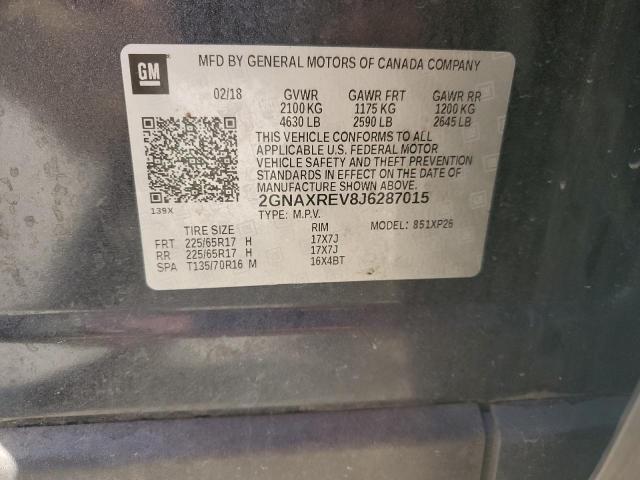 GM
MFD BY GENERAL MOTORS OF CANADA COMPANY
02/18 GVWR GAWR FRT GAWR RR
2100 KG 1175 KG 1200 KG
4630 LB 2590 LB 2645 LB
THIS VEHICLE CONFORMS TO ALL
APPLICABLE U.S. FEDERAL MOTOR
VEHICLE SAFETY AND THEFT PREVENTION
STANDARDS IN EFFECT ON THE DATE OF
MANUFACTURE SHOWN ABOVE.
139X 2GNAXREV8J6287015
TYPE: M.P.V. MODEL: 851XP26
TIRE SIZE RIM
FRT 225/65R17 H 17X7J
RR 225/65R17 H 17X7J
SPA T135/70R16 M 16X4BT